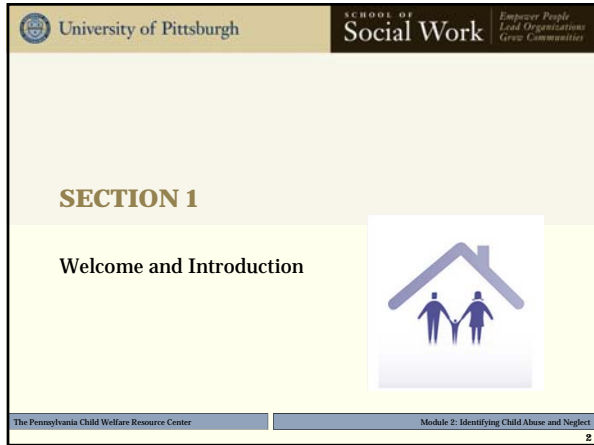 University of Pittsburgh
SCHOOL OF
Social Work
Empower People
Lead Organizations
Grow Communities
SECTION 1
Welcome and Introduction
The Pennsylvania Child Welfare Resource Center
Module 2: Identifying Child Abuse and Neglect
2